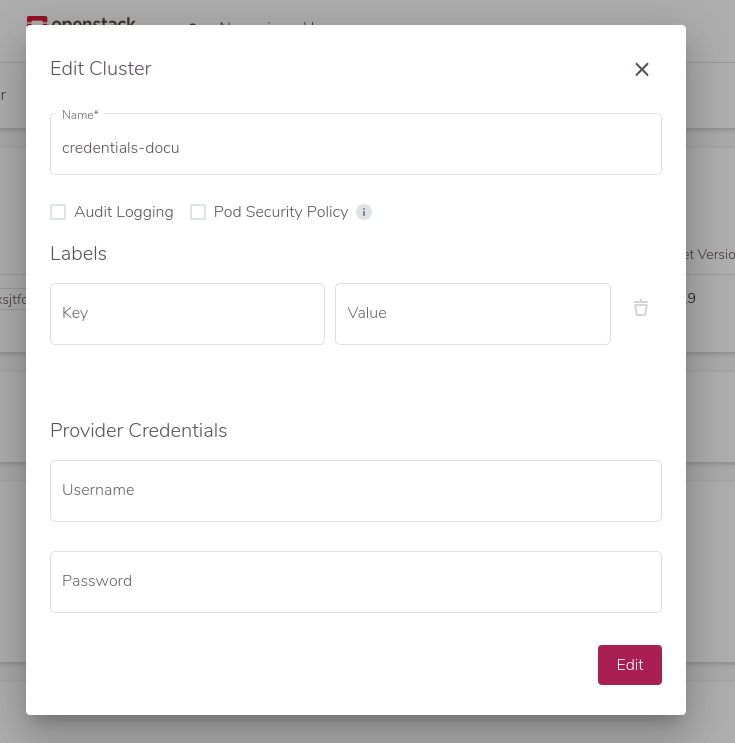 openstack
Edit Cluster
r
Name*
credentials-docu
Audit Logging Pod Security Policy i
Labels
et Versio
Key Value
9
Provider Credentials
Username
Password
Edit